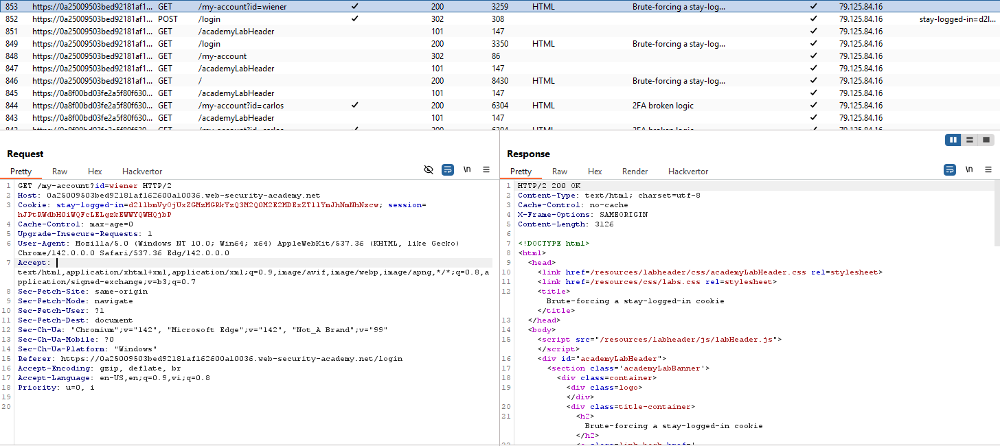 853 https://0a25009503bed92181af1... GET /my-account?id=wiener ✓ 200 3259 HTML Brute-forcing a stay-log... ✓ 79.125.84.16
852 https://0a25009503bed92181af1... POST /login ✓ 302 308 ✓ 79.125.84.16 stay-logged-in=d2l...
851 https://0a25009503bed92181af1... GET /academyLabHeader 101 147 ✓ 79.125.84.16
849 https://0a25009503bed92181af1... GET /login 200 3350 HTML Brute-forcing a stay-log... ✓ 79.125.84.16
848 https://0a25009503bed92181af1... GET /my-account 302 86 ✓ 79.125.84.16
847 https://0a25009503bed92181af1... GET /academyLabHeader 101 147 ✓ 79.125.84.16
846 https://0a25009503bed92181af1... GET / 200 8430 HTML Brute-forcing a stay-log... ✓ 79.125.84.16
845 https://0a8f00bd03fe2a5f80f630... GET /academyLabHeader 101 147 ✓ 79.125.84.16
844 https://0a8f00bd03fe2a5f80f630... GET /my-account?id=carlos ✓ 200 6304 HTML 2FA broken logic ✓ 79.125.84.16
843 https://0a8f00bd03fe2a5f80f630... GET /academyLabHeader 101 147 ✓ 79.125.84.16
Request
Pretty Raw Hex Hackvertor \n
1 GET /my-account?id=wiener HTTP/2
2 Host: 0a25009503bed92181af162600a10036.web-security-academy.net
3 Cookie: stay-logged-in= session=
4 Cache-Control: max-age=0
5 Upgrade-Insecure-Requests: 1
6 User-Agent: Mozilla/5.0 (Windows NT 10.0; Win64; x64) AppleWebKit/537.36 (KHTML, like Gecko)
Chrome/142.0.0.0 Safari/537.36 Edg/142.0.0.0
7 Accept:
text/html,application/xhtml+xml,application/xml;q=0.9,image/avif,image/webp,image/apng,*/*;q=0.8,a
pplication/signed-exchange;v=b3;q=0.7
8 Sec-Fetch-Site: same-origin
9 Sec-Fetch-Mode: navigate
10 Sec-Fetch-User: ?1
11 Sec-Fetch-Dest: document
12 Sec-Ch-Ua: "Chromium";v="142", "Microsoft Edge";v="142", "Not_A Brand";v="99"
13 Sec-Ch-Ua-Mobile: ?0
14 Sec-Ch-Ua-Platform: "Windows"
15 Referer: https://0a25009503bed92181af162600a10036.web-security-academy.net/login
16 Accept-Encoding: gzip, deflate, br
17 Accept-Language: en-US,en;q=0.9,vi;q=0.8
18 Priority: u=0, i
19
20
Response
Pretty Raw Hex Render Hackvertor \n
1 HTTP/2 200 OK
2 Content-Type: text/html; charset=utf-8
3 Cache-Control: no-cache
4 X-Frame-Options: SAMEORIGIN
5 Content-Length: 3126
6
7 <!DOCTYPE html>
8 <html>
9 <head>
10 <link href=/resources/labheader/css/academyLabHeader.css rel=stylesheet>
11 <link href=/resources/css/labs.css rel=stylesheet>
12 <title>
Brute-forcing a stay-logged-in cookie
</title>
13 </head>
14 <body>
15 <script src="/resources/labheader/js/labHeader.js">
</script>
16 <div id="academyLabHeader">
17 <section class='academyLabBanner'>
18 <div class=container>
19 <div class=logo>
</div>
20 <div class=title-container>
21 <h2>
Brute-forcing a stay-logged-in cookie
</h2>